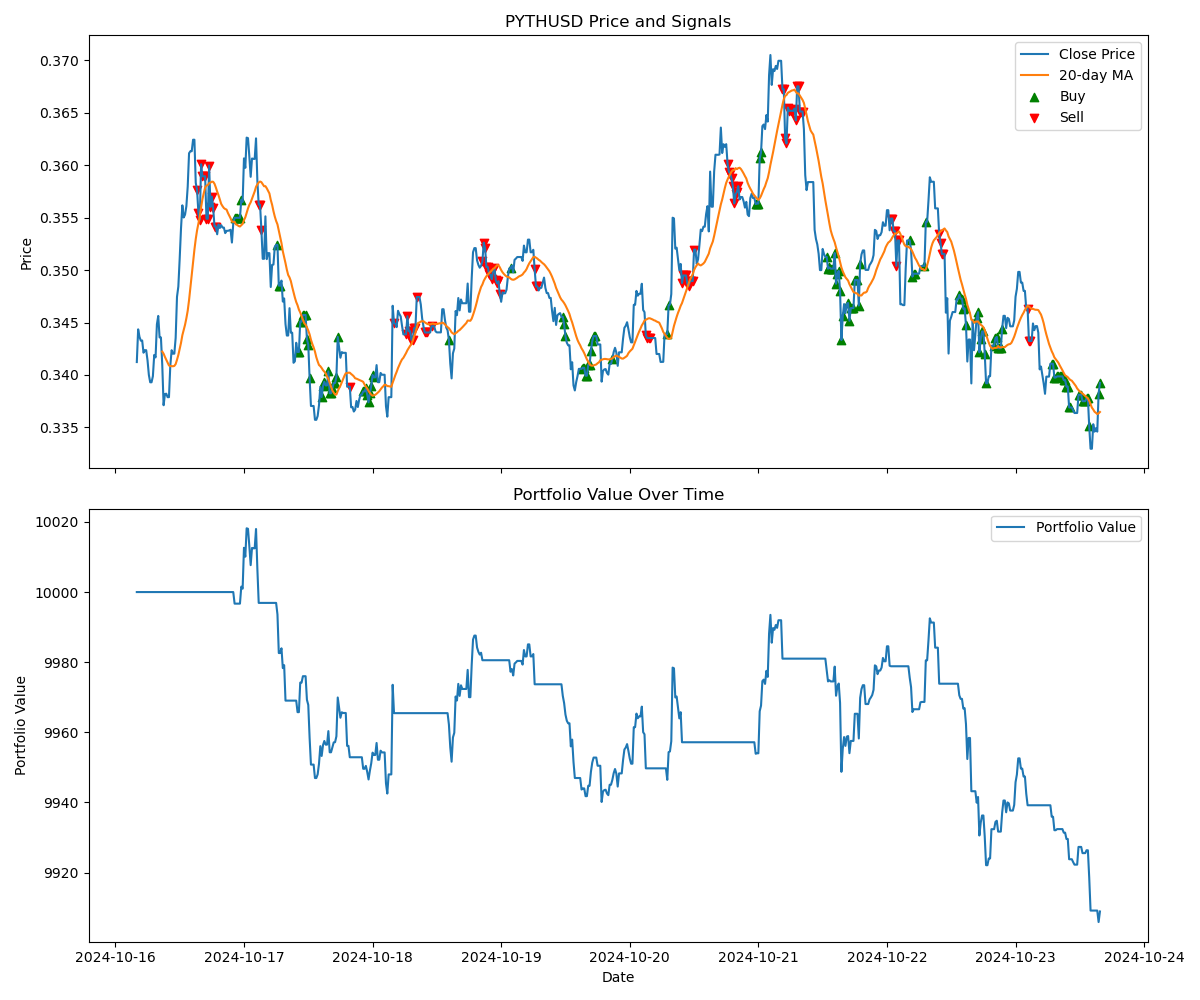 PYTHUSD Price and Signals
Price
0.370
0.365
0.360
0.355
0.350
0.345
0.340
0.335
Close Price
20-day MA
Buy
Sell
Portfolio Value Over Time
Portfolio Value
10020
10000
9980
9960
9940
9920
Portfolio Value
2024-10-16
2024-10-17
2024-10-18
2024-10-19
2024-10-20
2024-10-21
2024-10-22
2024-10-23
2024-10-24
Date